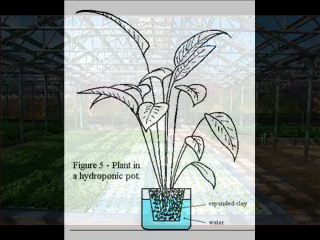 Figure 5 - Plant in
a hydroponic pot.
expanded clay
water